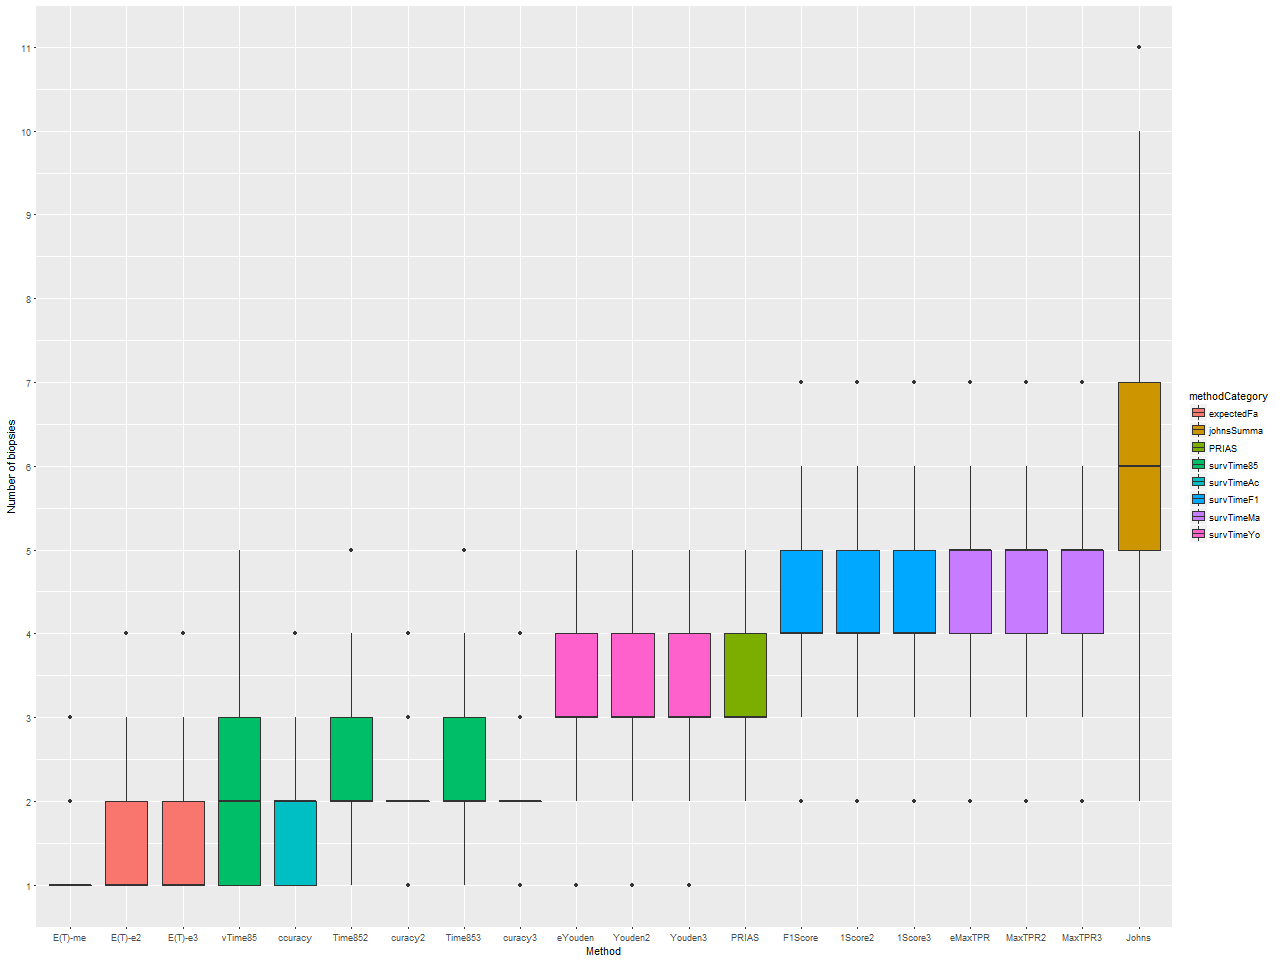 11
10
9
8
7
6
5
4
3
2
1
Number of biopsies
E(T)-me E(T)-e2 E(T)-e3 vTime85 ccuracy Time852 curacy2 Time853 curacy3 eYouden Youden2 Youden3 PRIAS F1Score 1Score2 1Score3 eMaxTPR MaxTPR2 MaxTPR3 Johns
Method
methodCategory
expectedFa
johnsSumma
PRIAS
survTime85
survTimeAc
survTimeF1
survTimeMa
survTimeYo